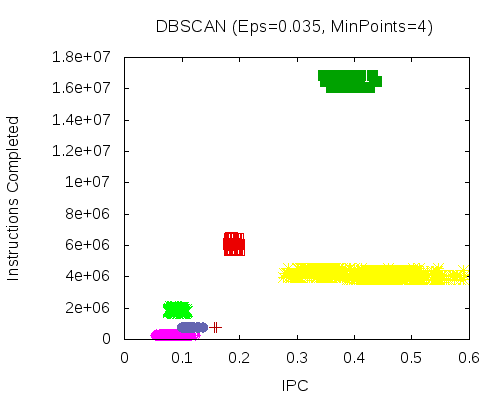 DBSCAN (Eps=0.035, MinPoints=4)
1.8e+07
1.6e+07
1.4e+07
1.2e+07
1e+07
8e+06
6e+06
4e+06
2e+06
0
Instructions Completed
0 0.1 0.2 0.3 0.4 0.5 0.6
IPC